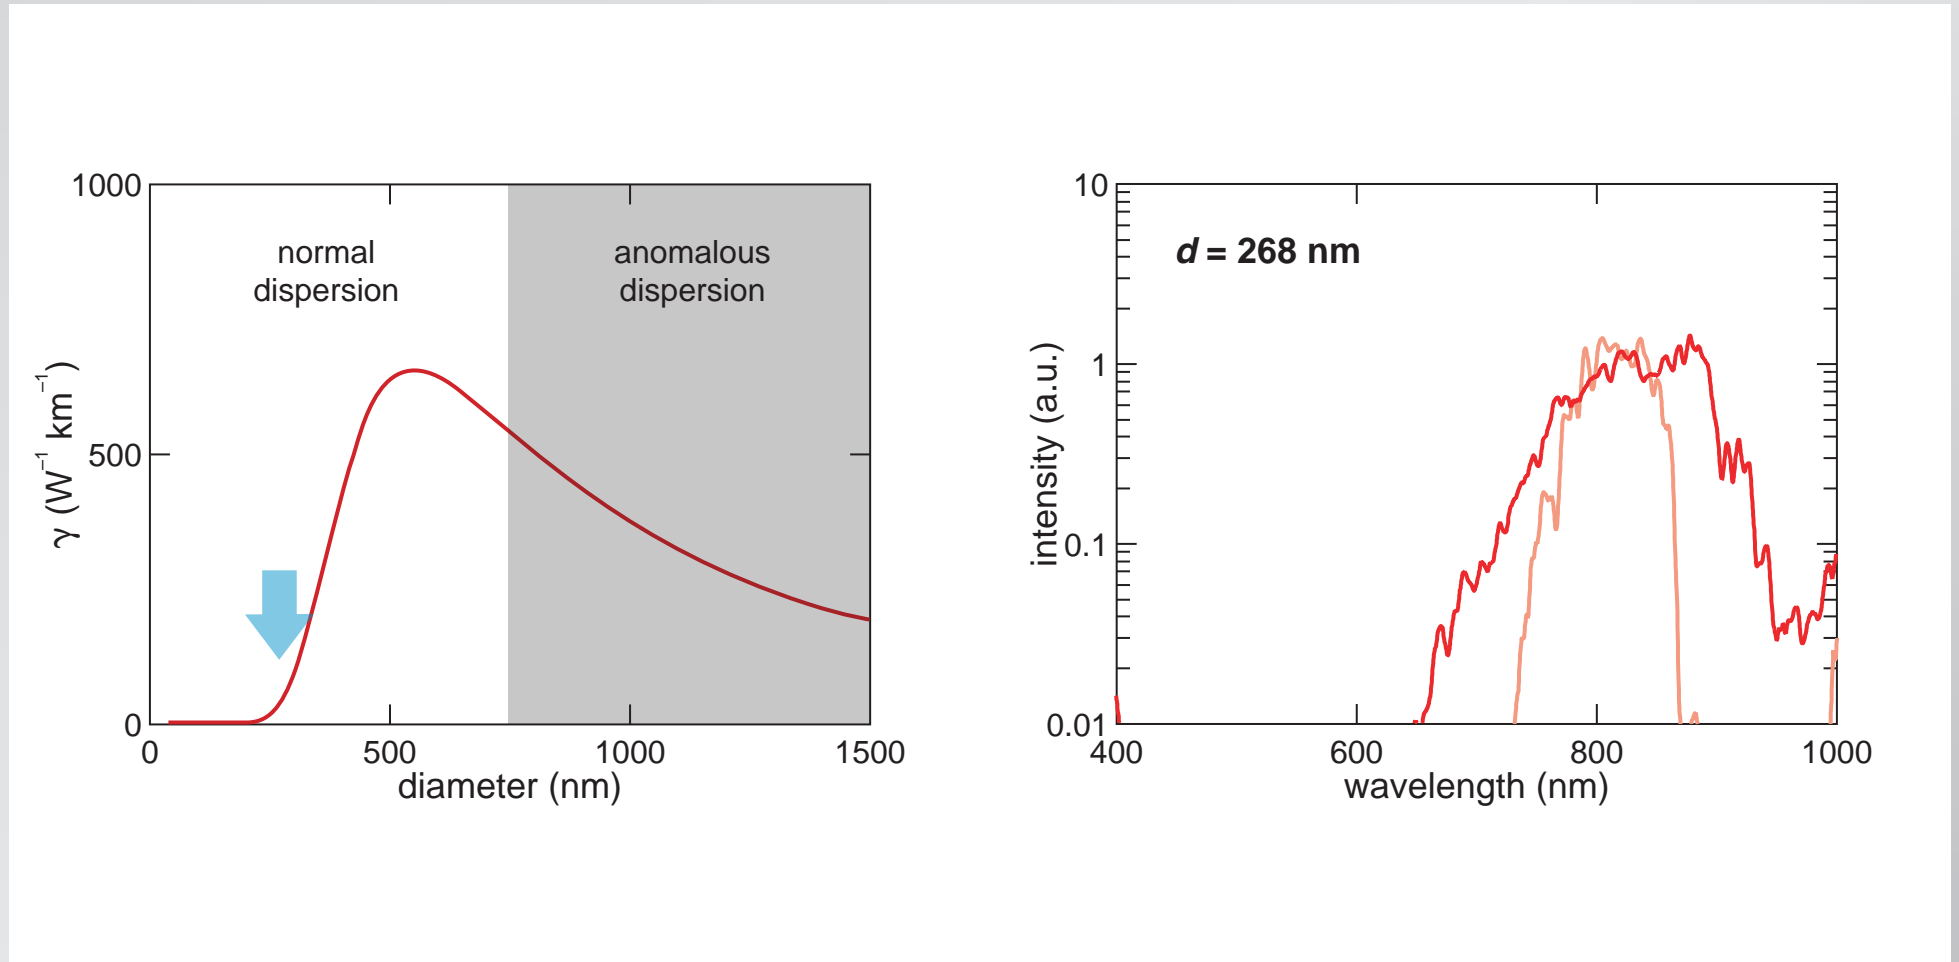 1000
500
0
γ (W⁻¹ km⁻¹)
normal
dispersion
anomalous
dispersion
0 500 1000 1500
diameter (nm)
10
1
0.1
0.01
intensity (a.u.)
d = 268 nm
400 600 800 1000
wavelength (nm)